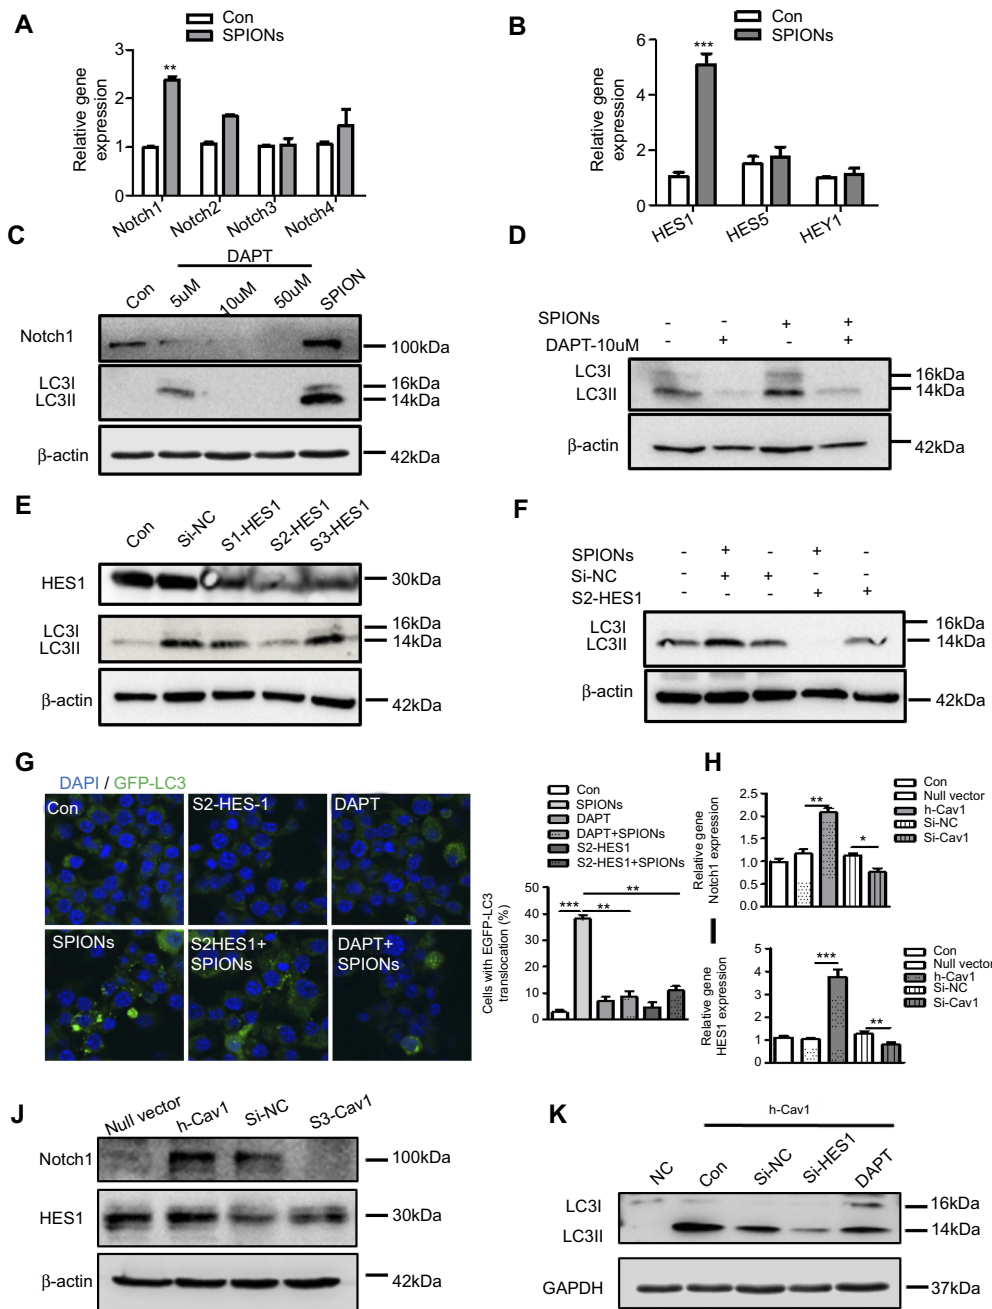 A
Con
SPIONs
Relative gene
expression
3
2
1
0
**
Notch1
Notch2
Notch3
Notch4
B
Con
SPIONs
Relative gene
expression
6
4
2
0
***
HES1
HES5
HEY1
C
DAPT
Con
5uM
10uM
50uM
SPION
Notch1
100kDa
LC3I
16kDa
LC3II
14kDa
β-actin
42kDa
D
SPIONs - - + +
DAPT-10uM - + - +
LC3I
16kDa
LC3II
14kDa
β-actin
42kDa
E
Con
Si-NC
S1-HES1
S2-HES1
S3-HES1
HES1
30kDa
LC3I
16kDa
LC3II
14kDa
β-actin
42kDa
F
SPIONs - + - + -
Si-NC - + + - -
S2-HES1 - - - + +
LC3I
16kDa
LC3II
14kDa
β-actin
42kDa
G
DAPI / GFP-LC3
Con
S2-HES-1
DAPT
SPIONs
S2HES1+
SPIONs
DAPT+
SPIONs
Con
SPIONs
DAPT
DAPT+SPIONs
S2-HES1
S2-HES1+SPIONs
Cells with EGFP-LC3
translocation (%)
50
40
30
20
10
0
***
**
**
H
Con
Null vector
h-Cav1
Si-NC
Si-Cav1
Relative gene
Notch1 expression
2.5
2.0
1.5
1.0
0.5
0.0
**
*
I
Con
Null vector
h-Cav1
Si-NC
Si-Cav1
Relative gene
HES1 expression
5
4
3
2
1
0
***
**
J
Null vector
h-Cav1
Si-NC
S3-Cav1
Notch1
100kDa
HES1
30kDa
β-actin
42kDa
K
h-Cav1
NC
Con
Si-NC
Si-HES1
DAPT
LC3I
16kDa
LC3II
14kDa
GAPDH
37kDa